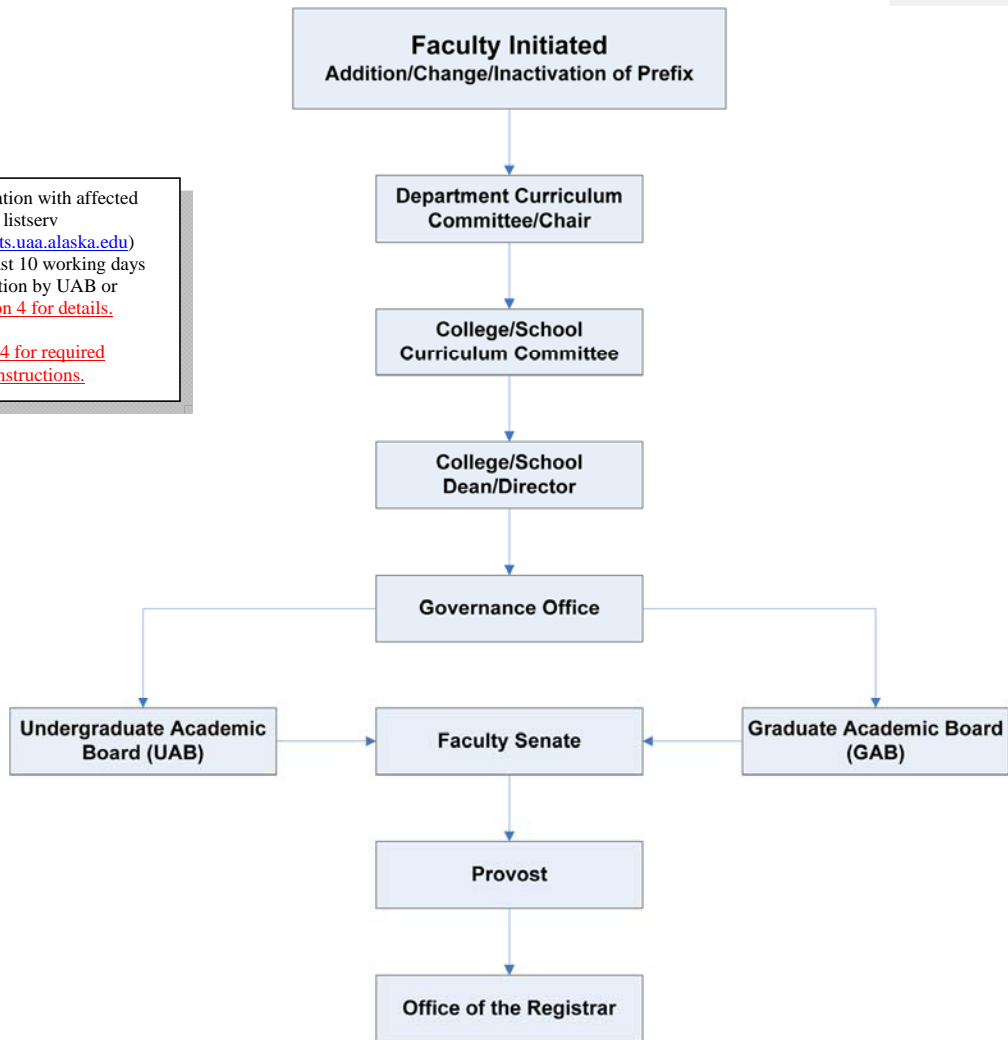 Faculty Initiated
Addition/Change/Inactivation of Prefix
ation with affected
listserv
ts.uaa.alaska.edu)
ast 10 working days
tion by UAB or
on 4 for details.
4 for required
nstructions.
Department Curriculum
Committee/Chair
College/School
Curriculum Committee
College/School
Dean/Director
Governance Office
Undergraduate Academic
Board (UAB)
Faculty Senate
Graduate Academic Board
(GAB)
Provost
Office of the Registrar